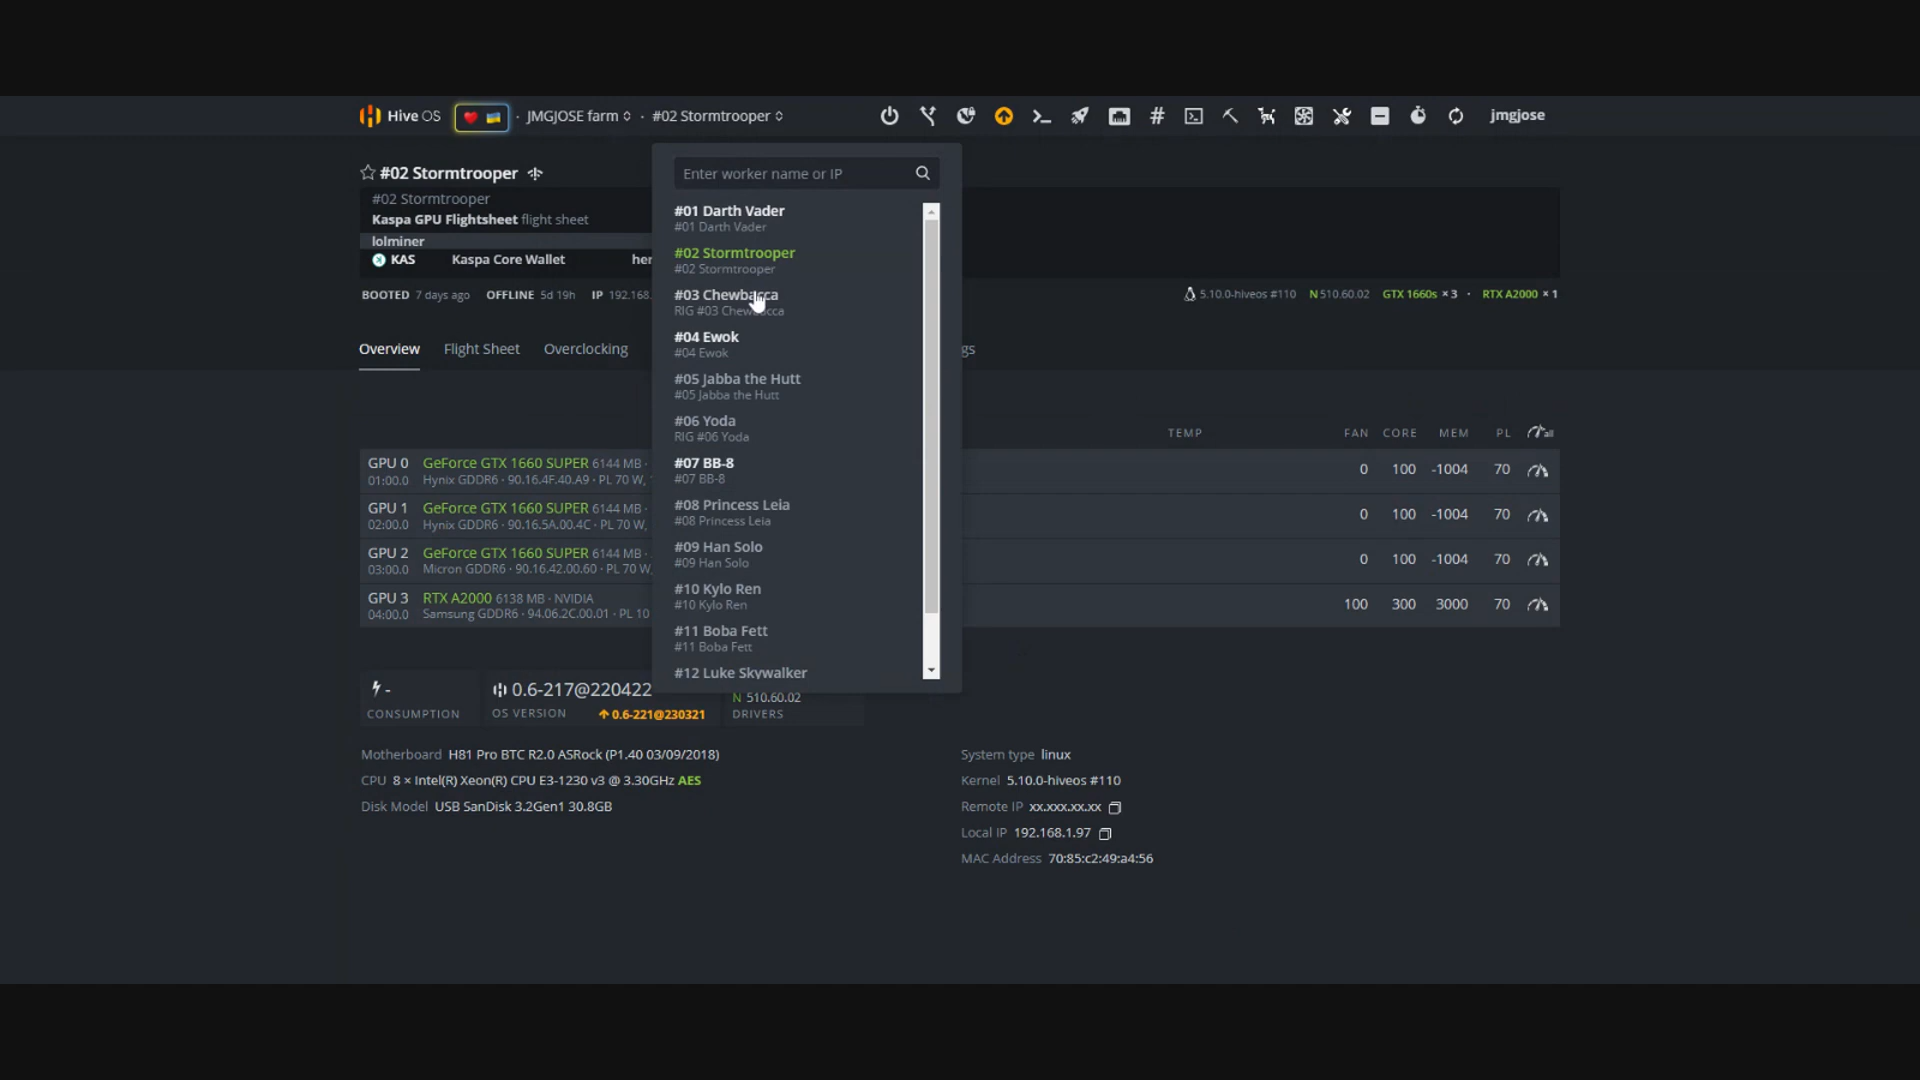 Hive OS
JMGJOSE farm
#02 Stormtrooper
jmgjose
#02 Stormtrooper
#02 Stormtrooper
Kaspa GPU Flightsheet flight sheet
lolminer
KAS Kaspa Core Wallet her
BOOTED 7 days ago OFFLINE 5d 19h IP 192.168.
5.10.0-hiveos #110 N 510.60.02 GTX 1660s ×3 · RTX A2000 ×1
Enter worker name or IP
#01 Darth Vader
#01 Darth Vader
#02 Stormtrooper
#02 Stormtrooper
#03 Chewbacca
RIG #03 Chewbacca
#04 Ewok
#04 Ewok
#05 Jabba the Hutt
#05 Jabba the Hutt
#06 Yoda
RIG #06 Yoda
#07 BB-8
#07 BB-8
#08 Princess Leia
#08 Princess Leia
#09 Han Solo
#09 Han Solo
#10 Kylo Ren
#10 Kylo Ren
#11 Boba Fett
#11 Boba Fett
#12 Luke Skywalker
Overview Flight Sheet Overclocking gs
TEMP FAN CORE MEM PL all
GPU 0 GeForce GTX 1660 SUPER 6144 MB · 0 100 -1004 70
01:00.0 Hynix GDDR6 · 90.16.4F.40.A9 · PL 70 W,
GPU 1 GeForce GTX 1660 SUPER 6144 MB · 0 100 -1004 70
02:00.0 Hynix GDDR6 · 90.16.5A.00.4C · PL 70 W,
GPU 2 GeForce GTX 1660 SUPER 6144 MB · 0 100 -1004 70
03:00.0 Micron GDDR6 · 90.16.42.00.60 · PL 70 W,
GPU 3 RTX A2000 6138 MB · NVIDIA 100 300 3000 70
04:00.0 Samsung GDDR6 · 94.06.2C.00.01 · PL 10
-
CONSUMPTION
0.6-217@220422
OS VERSION 0.6-221@230321
N 510.60.02
DRIVERS
Motherboard H81 Pro BTC R2.0 ASRock (P1.40 03/09/2018)
CPU 8 × Intel(R) Xeon(R) CPU E3-1230 v3 @ 3.30GHz AES
Disk Model USB SanDisk 3.2Gen1 30.8GB
System type linux
Kernel 5.10.0-hiveos #110
Remote IP xx.xxx.xx.xx
Local IP 192.168.1.97
MAC Address 70:85:c2:49:a4:56